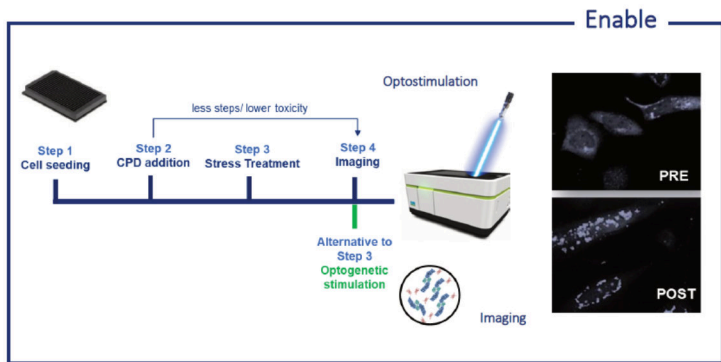 Enable
Optostimulation
less steps/ lower toxicity
Step 1
Cell seeding
Step 2
CPD addition
Step 3
Stress Treatment
Step 4
Imaging
Alternative to
Step 3
Optogenetic
stimulation
Imaging
PRE
POST